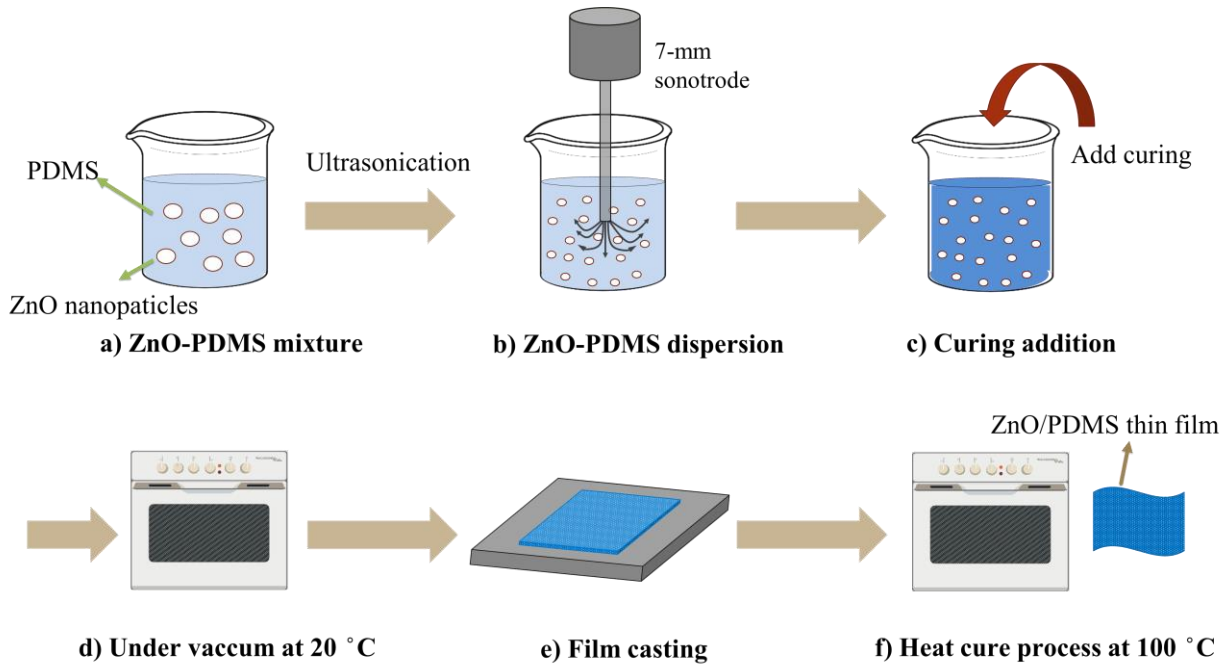 7-mm
sonotrode
PDMS
Ultrasonication
Add curing
ZnO nanopaticles
a) ZnO-PDMS mixture
b) ZnO-PDMS dispersion
c) Curing addition
ZnO/PDMS thin film
d) Under vaccum at 20 °C
e) Film casting
f) Heat cure process at 100 °C